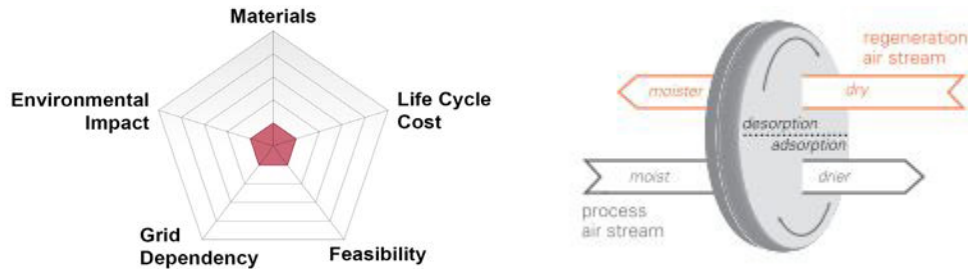 Materials
Environmental
Impact
Life Cycle
Cost
Grid
Dependency
Feasibility
regeneration
air stream
moister
dry
desorption
adsorption
moist
drier
process
air stream